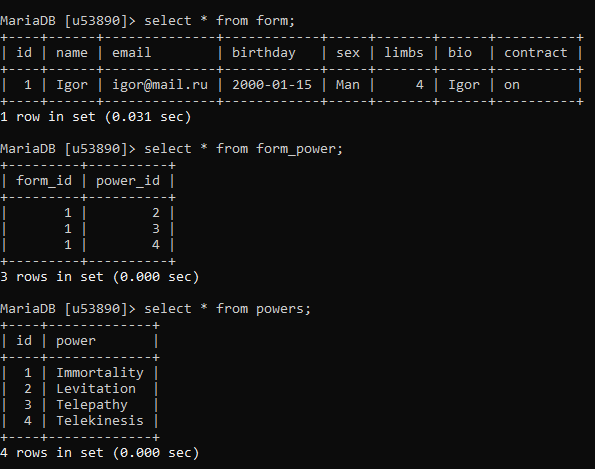 MariaDB [u53890]> select * from form;
+----+------+--------------+------------+-----+-------+------+----------+
| id | name | email        | birthday   | sex | limbs | bio  | contract |
+----+------+--------------+------------+-----+-------+------+----------+
|  1 | Igor | igor@mail.ru | 2000-01-15 | Man |     4 | Igor | on       |
+----+------+--------------+------------+-----+-------+------+----------+
1 row in set (0.031 sec)

MariaDB [u53890]> select * from form_power;
+---------+----------+
| form_id | power_id |
+---------+----------+
|       1 |        2 |
|       1 |        3 |
|       1 |        4 |
+---------+----------+
3 rows in set (0.000 sec)

MariaDB [u53890]> select * from powers;
+----+-------------+
| id | power       |
+----+-------------+
|  1 | Immortality |
|  2 | Levitation  |
|  3 | Telepathy   |
|  4 | Telekinesis |
+----+-------------+
4 rows in set (0.000 sec)